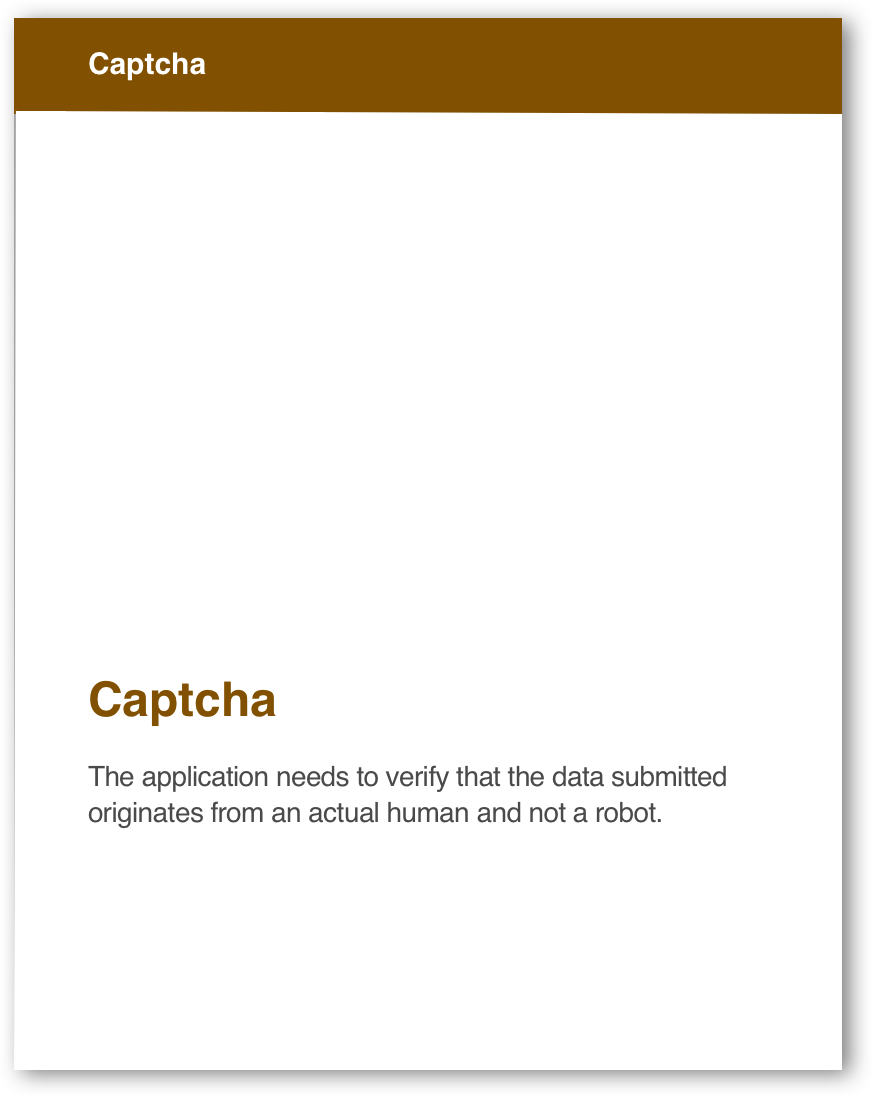 Captcha
Captcha
The application needs to verify that the data submitted
originates from an actual human and not a robot.